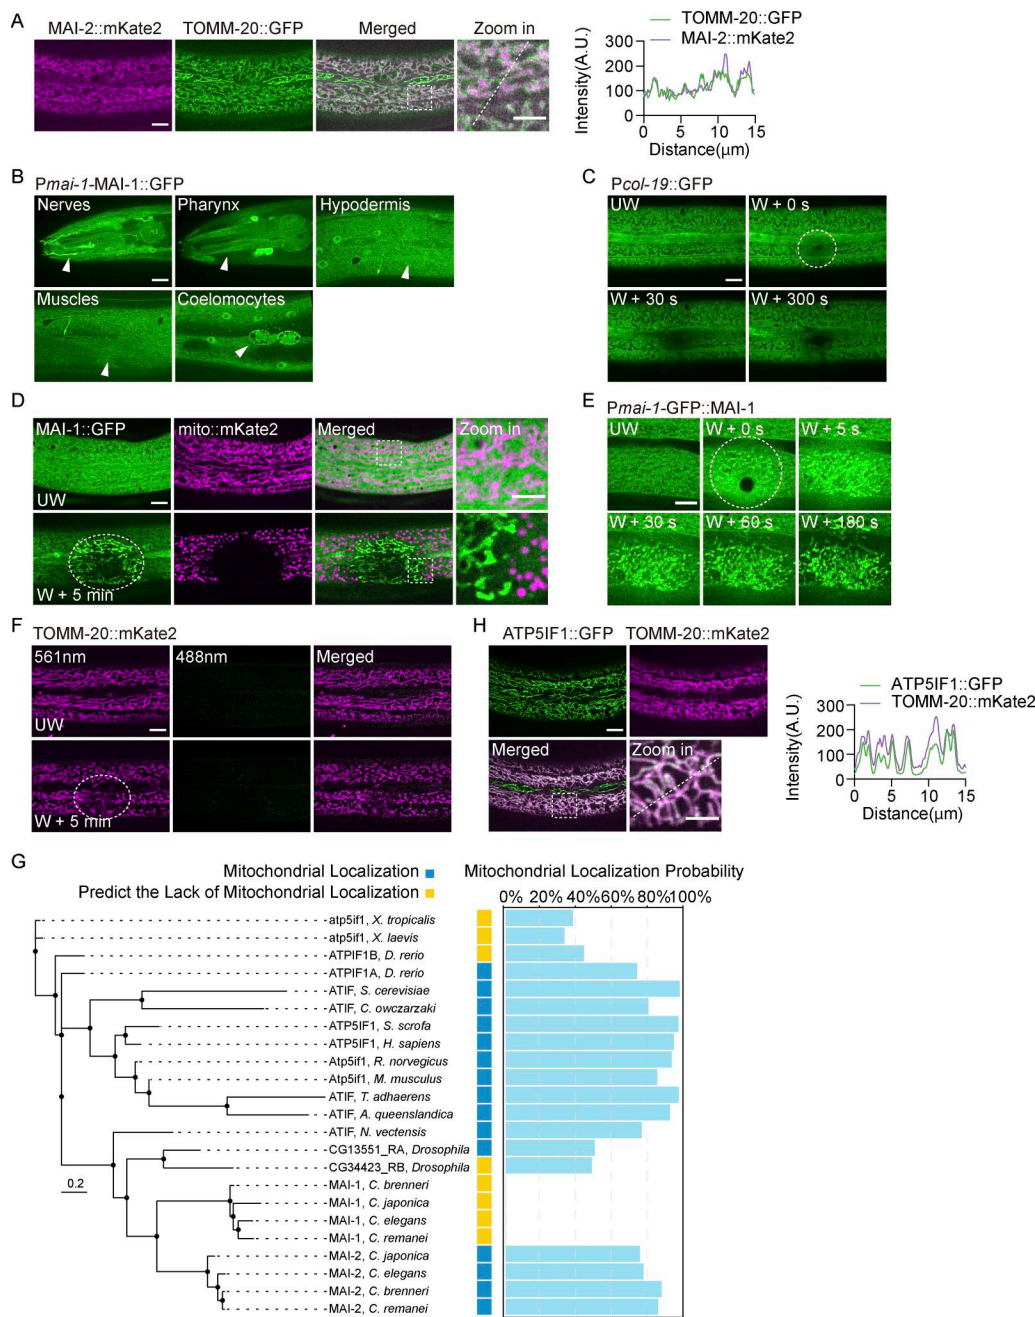 A
MAI-2::mKate2
TOMM-20::GFP
Merged
Zoom in
TOMM-20::GFP
MAI-2::mKate2
Intensity(A.U.)
300
200
100
0
0 5 10 15
Distance(μm)
B
Pmai-1-MAI-1::GFP
Nerves
Pharynx
Hypodermis
Muscles
Coelomocytes
C
Pcol-19::GFP
UW
W + 0 s
W + 30 s
W + 300 s
D
MAI-1::GFP
mito::mKate2
Merged
Zoom in
UW
W + 5 min
E
Pmai-1-GFP::MAI-1
UW
W + 0 s
W + 5 s
W + 30 s
W + 60 s
W + 180 s
F
TOMM-20::mKate2
561nm
488nm
Merged
UW
W + 5 min
H
ATP5IF1::GFP
TOMM-20::mKate2
Merged
Zoom in
ATP5IF1::GFP
TOMM-20::mKate2
Intensity(A.U.)
300
200
100
0
0 5 10 15
Distance(μm)
G
Mitochondrial Localization
Predict the Lack of Mitochondrial Localization
Mitochondrial Localization Probability
0% 20% 40% 60% 80% 100%
atp5if1, X. tropicalis
atp5if1, X. laevis
ATPIF1B, D. rerio
ATPIF1A, D. rerio
ATIF, S. cerevisiae
ATIF, C. owczarzaki
ATP5IF1, S. scrofa
ATP5IF1, H. sapiens
Atp5if1, R. norvegicus
Atp5if1, M. musculus
ATIF, T. adhaerens
ATIF, A. queenslandica
ATIF, N. vectensis
CG13551_RA, Drosophila
CG34423_RB, Drosophila
MAI-1, C. brenneri
MAI-1, C. japonica
MAI-1, C. elegans
MAI-1, C. remanei
MAI-2, C. japonica
MAI-2, C. elegans
MAI-2, C. brenneri
MAI-2, C. remanei
0.2